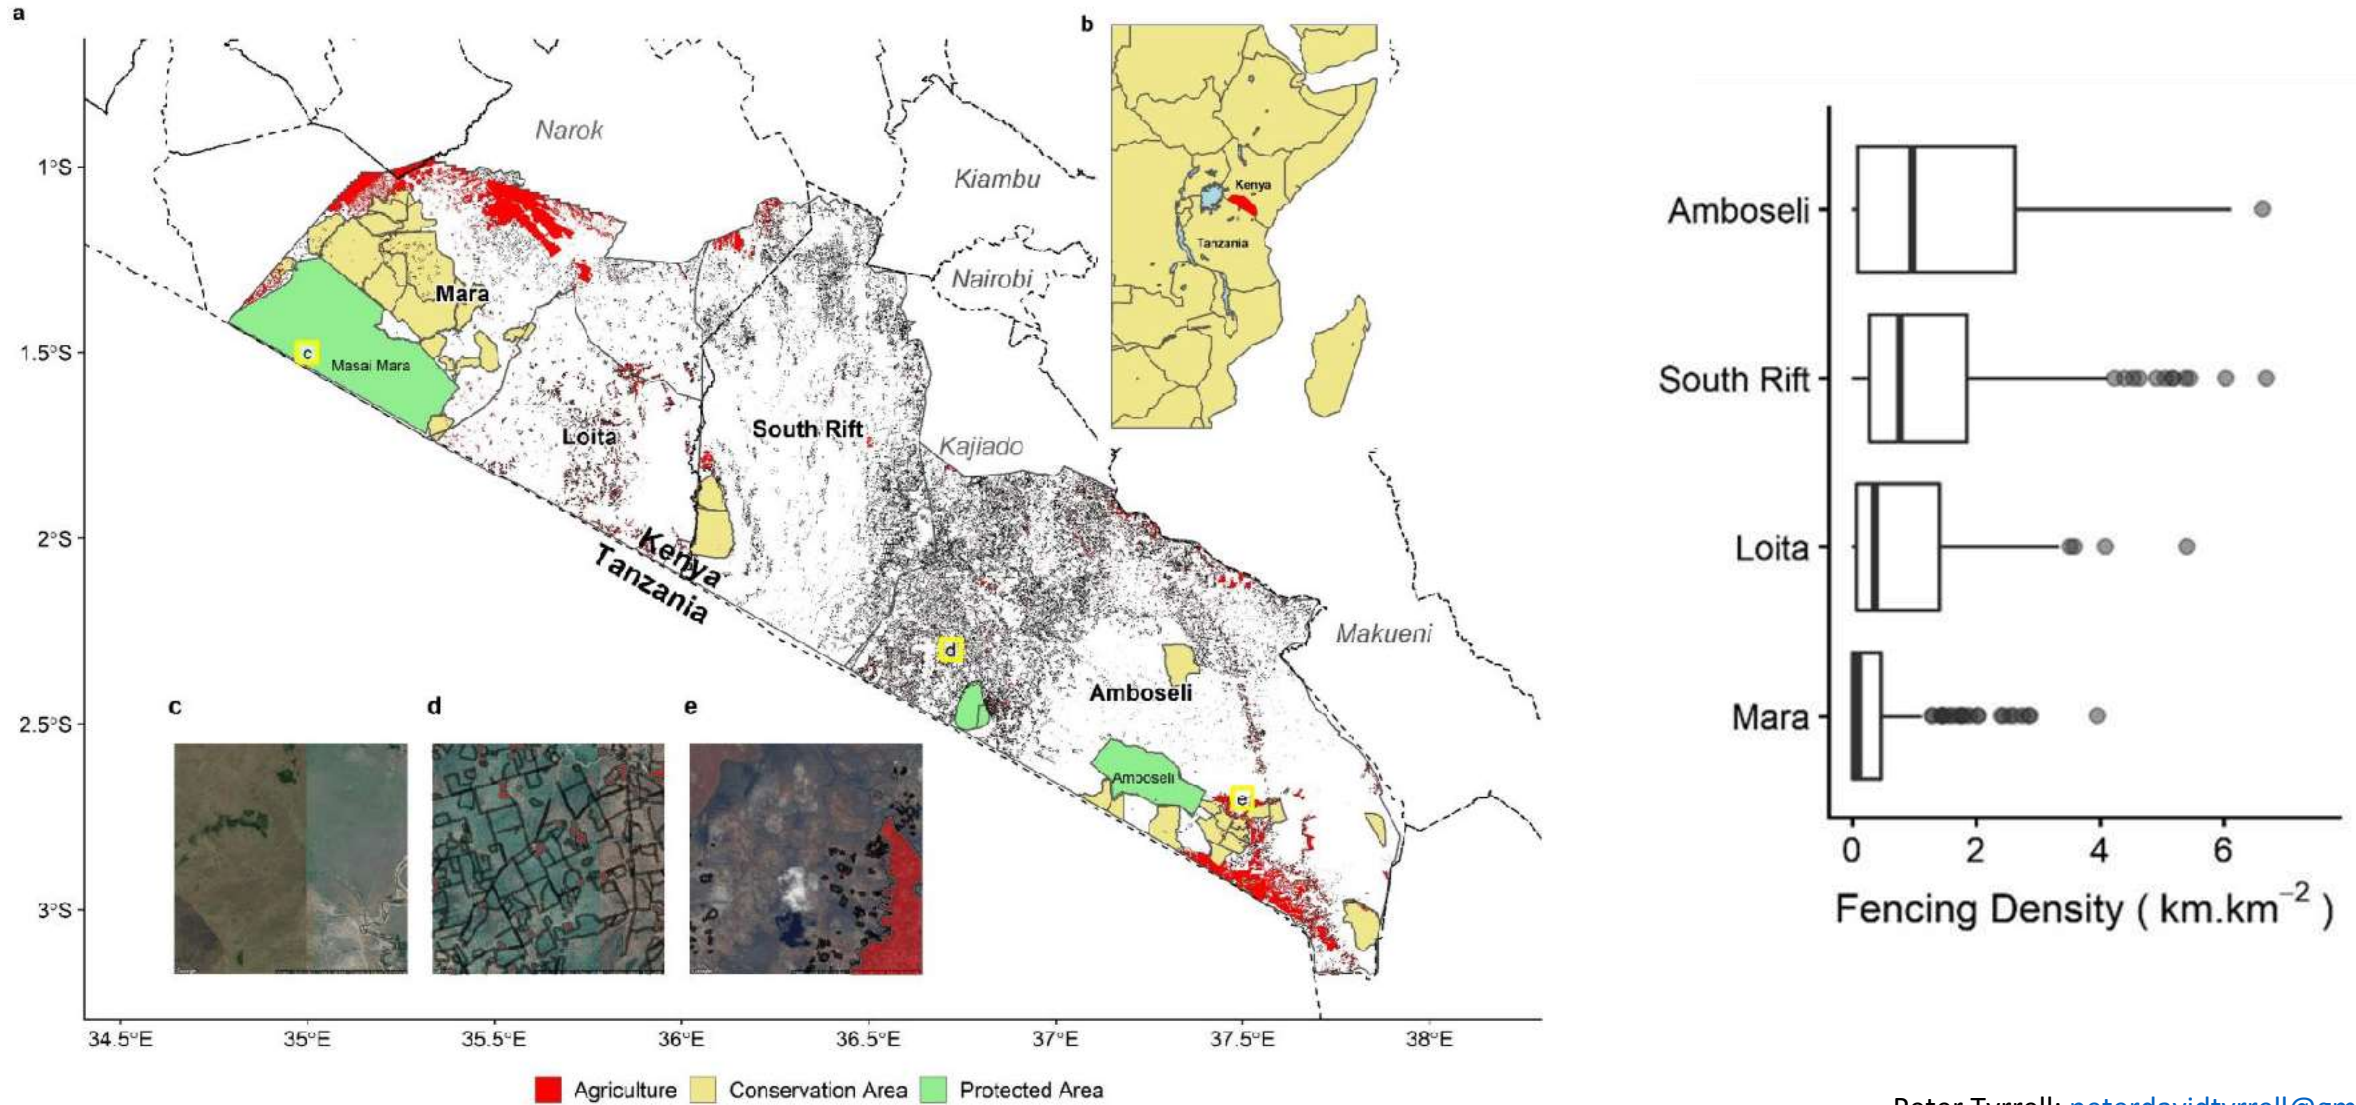 a
b
Narok
Kiambu
Nairobi
Kajiado
Makueni
Mara
Masai Mara
Loita
South Rift
Amboseli
Amboseli
Kenya
Tanzania
c
d
e
Kenya
Tanzania
c
d
e
1°S
1.5°S
2°S
2.5°S
3°S
34.5°E 35°E 35.5°E 36°E 36.5°E 37°E 37.5°E 38°E
Agriculture Conservation Area Protected Area
Amboseli
South Rift
Loita
Mara
0 2 4 6
Fencing Density ( km.km⁻² )